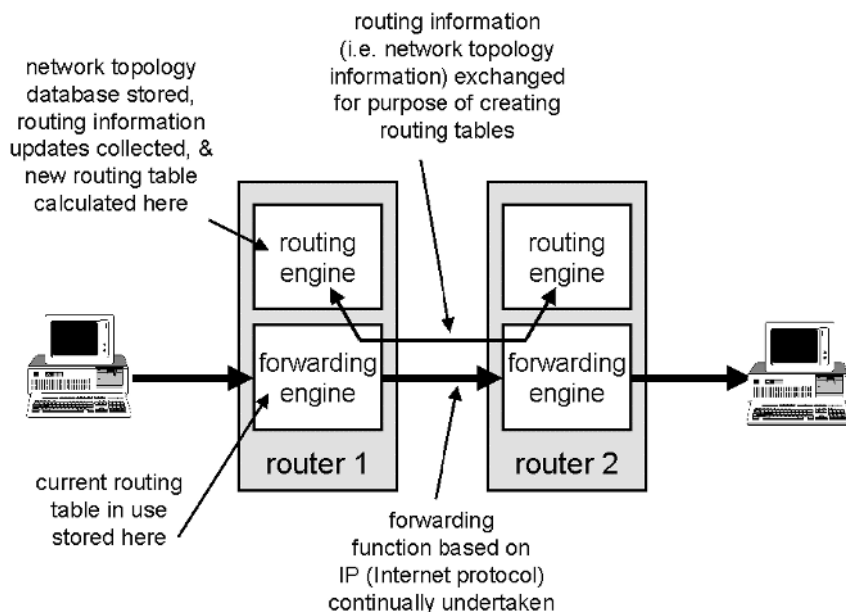 routing information
(i.e. network topology
information) exchanged
for purpose of creating
routing tables
network topology
database stored,
routing information
updates collected, &
new routing table
calculated here
routing
engine
routing
engine
forwarding
engine
forwarding
engine
router 1
router 2
current routing
table in use
stored here
forwarding
function based on
IP (Internet protocol)
continually undertaken